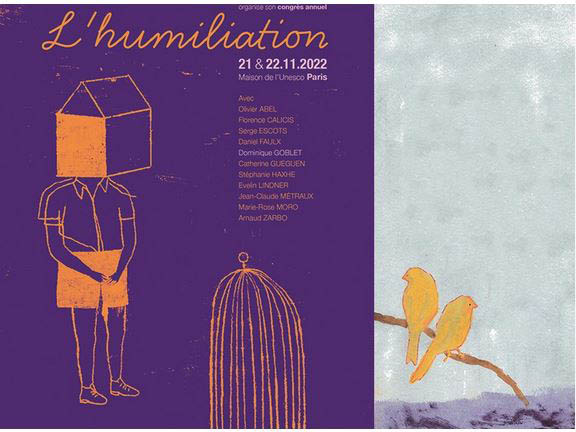 organise son congrès annuel
L'humiliation
21 & 22.11.2022
Maison de l'Unesco Paris
Avec
Olivier ABEL
Florence CALICIS
Serge ESCOTS
Daniel FAULX
Dominique GOBLET
Catherine GUEGUEN
Stéphanie HAXHE
Evelin LINDNER
Jean-Claude MÉTRAUX
Marie-Rose MORO
Arnaud ZARBO